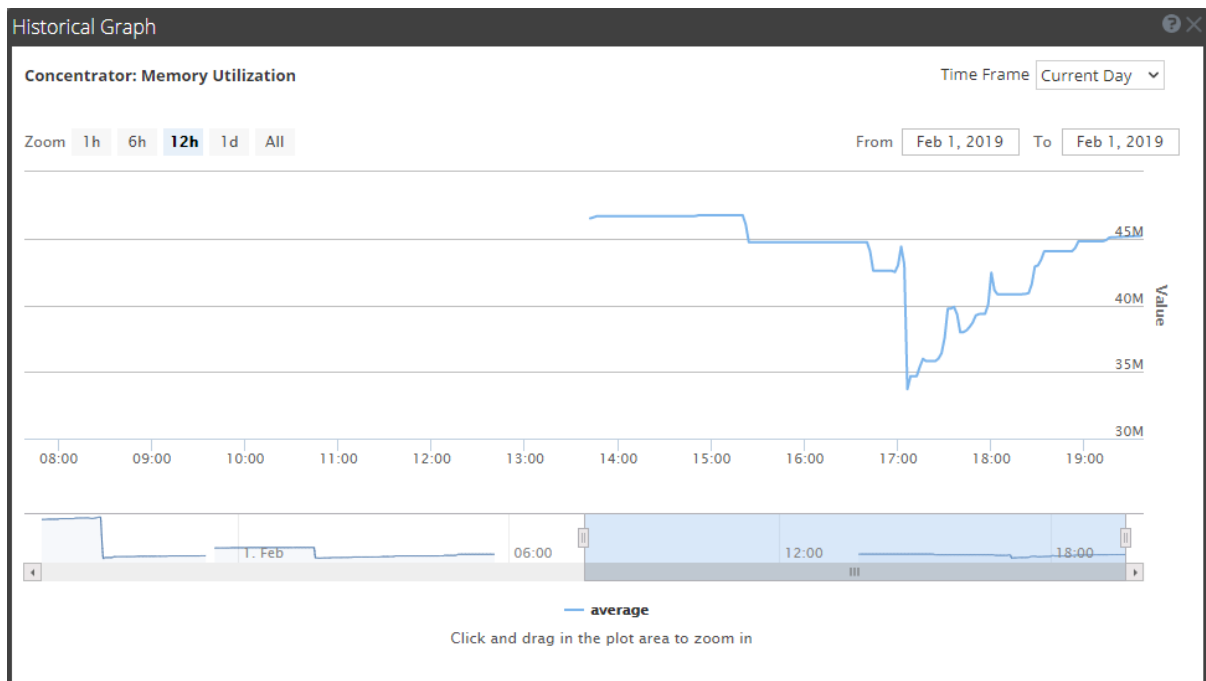 Historical Graph
Concentrator: Memory Utilization
Time Frame Current Day
Zoom 1h 6h 12h 1d All
From Feb 1, 2019 To Feb 1, 2019
45M
40M
Value
35M
30M
08:00 09:00 10:00 11:00 12:00 13:00 14:00 15:00 16:00 17:00 18:00 19:00
1. Feb 06:00 12:00 18:00
average
Click and drag in the plot area to zoom in